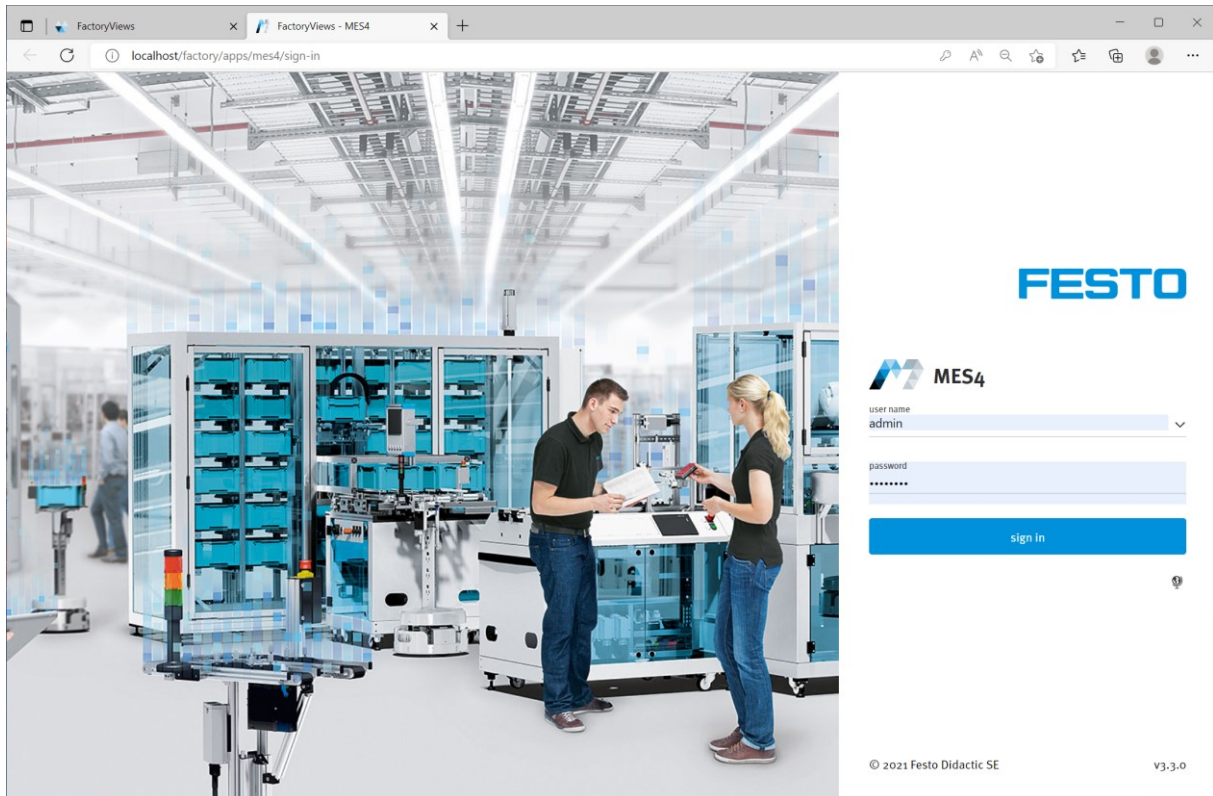 FactoryViews
FactoryViews - MES4
localhost/factory/apps/mes4/sign-in
FESTO
MES4
user name
admin
password
••••••••
sign in
© 2021 Festo Didactic SE
v3.3.0